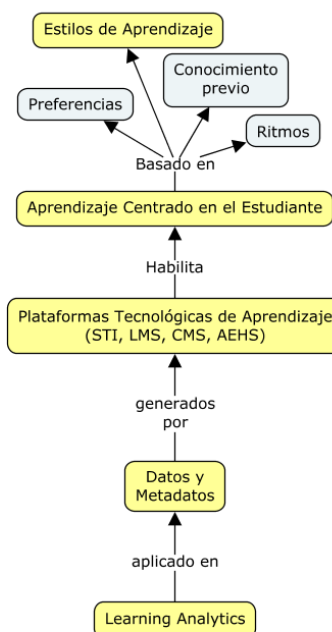 Estilos de Aprendizaje
Conocimiento
previo
Preferencias
Ritmos
Basado en
Aprendizaje Centrado en el Estudiante
Habilita
Plataformas Tecnológicas de Aprendizaje
(STI, LMS, CMS, AEHS)
generados
por
Datos y
Metadatos
aplicado en
Learning Analytics